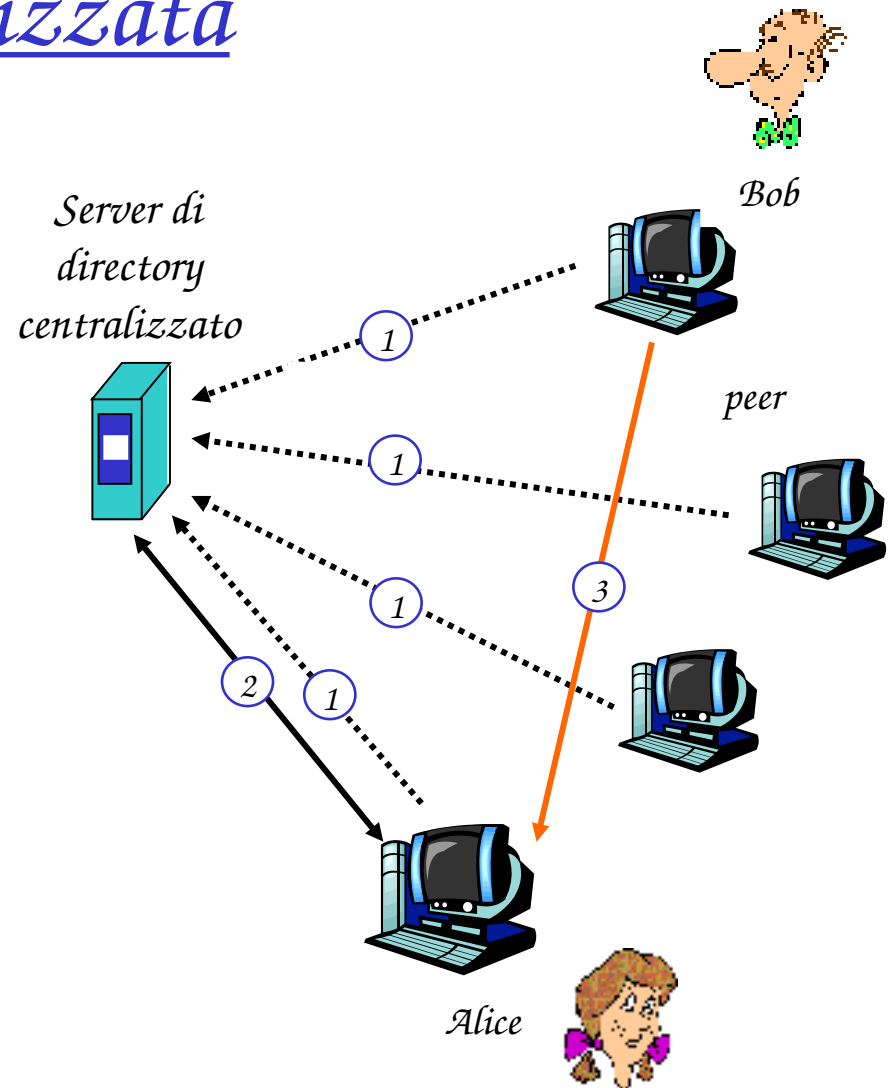 izzata
Bob
Server di
directory
centralizzato
1
peer
1
3
1
2
1
Alice